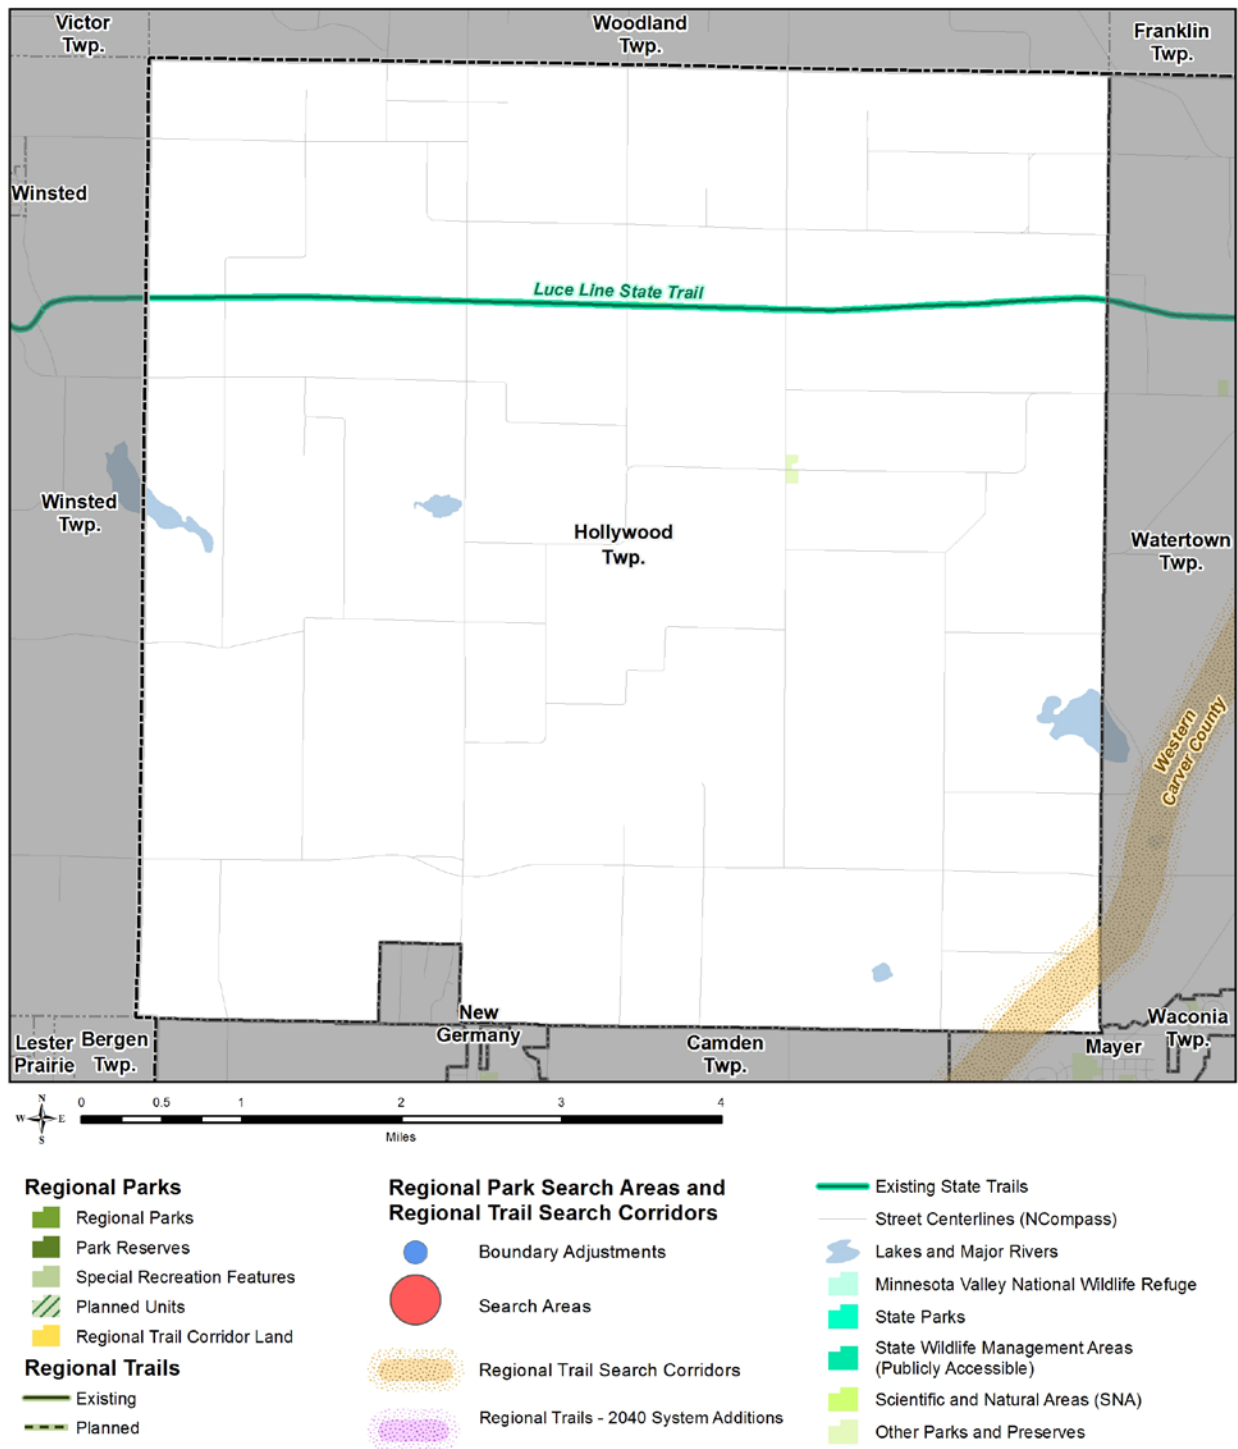 Victor
Twp.
Woodland
Twp.
Franklin
Twp.
Winsted
Luce Line State Trail
Winsted
Twp.
Hollywood
Twp.
Watertown
Twp.
Western
Carver County
New
Germany
Lester
Prairie
Bergen
Twp.
Camden
Twp.
Mayer
Waconia
Twp.
N
W E
S
0 0.5 1 2 3 4
Miles
Regional Parks
Regional Parks
Park Reserves
Special Recreation Features
Planned Units
Regional Trail Corridor Land
Regional Trails
Existing
Planned
Regional Park Search Areas and
Regional Trail Search Corridors
Boundary Adjustments
Search Areas
Regional Trail Search Corridors
Regional Trails - 2040 System Additions
Existing State Trails
Street Centerlines (NCompass)
Lakes and Major Rivers
Minnesota Valley National Wildlife Refuge
State Parks
State Wildlife Management Areas
(Publicly Accessible)
Scientific and Natural Areas (SNA)
Other Parks and Preserves